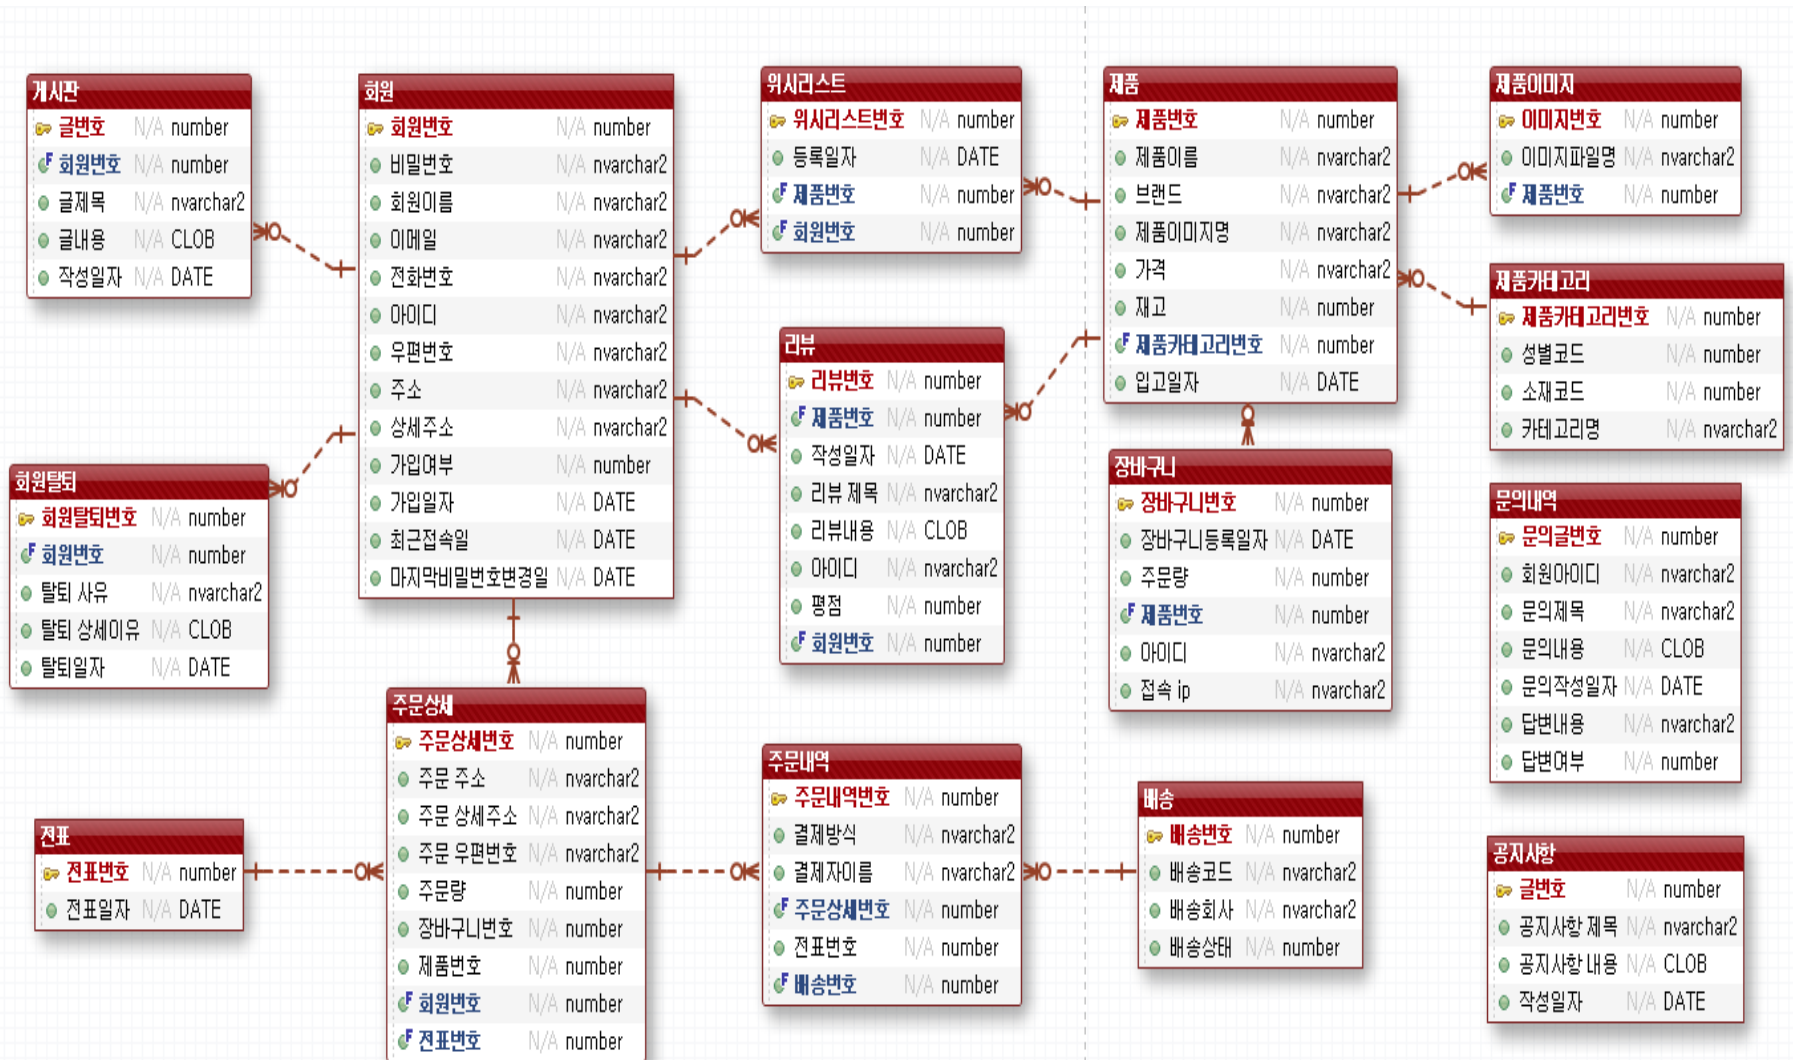 게시판
글번호 N/A number
회원번호 N/A number
글제목 N/A nvarchar2
글내용 N/A CLOB
작성일자 N/A DATE
회원
회원번호 N/A number
비밀번호 N/A nvarchar2
회원이름 N/A nvarchar2
이메일 N/A nvarchar2
전화번호 N/A nvarchar2
아이디 N/A nvarchar2
우편번호 N/A nvarchar2
주소 N/A nvarchar2
상세주소 N/A nvarchar2
가입여부 N/A number
가입일자 N/A DATE
최근접속일 N/A DATE
마지막비밀번호변경일 N/A DATE
위시리스트
위시리스트번호 N/A number
등록일자 N/A DATE
제품번호 N/A number
회원번호 N/A number
제품
제품번호 N/A number
제품이름 N/A nvarchar2
브랜드 N/A nvarchar2
제품이미지명 N/A nvarchar2
가격 N/A nvarchar2
재고 N/A number
제품카테고리번호 N/A number
입고일자 N/A DATE
제품이미지
이미지번호 N/A number
이미지파일명 N/A nvarchar2
제품번호 N/A number
제품카테고리
제품카테고리번호 N/A number
성별코드 N/A number
소재코드 N/A number
카테고리명 N/A nvarchar2
리뷰
리뷰번호 N/A number
제품번호 N/A number
작성일자 N/A DATE
리뷰 제목 N/A nvarchar2
리뷰내용 N/A CLOB
아이디 N/A nvarchar2
평점 N/A number
회원번호 N/A number
회원탈퇴
회원탈퇴번호 N/A number
회원번호 N/A number
탈퇴 사유 N/A nvarchar2
탈퇴 상세이유 N/A CLOB
탈퇴일자 N/A DATE
장바구니
장바구니번호 N/A number
장바구니등록일자 N/A DATE
주문량 N/A number
제품번호 N/A number
아이디 N/A nvarchar2
접속 ip N/A nvarchar2
문의내역
문의글번호 N/A number
회원아이디 N/A nvarchar2
문의제목 N/A nvarchar2
문의내용 N/A CLOB
문의작성일자 N/A DATE
답변내용 N/A nvarchar2
답변여부 N/A number
주문상세
주문상세번호 N/A number
주문 주소 N/A nvarchar2
주문 상세주소 N/A nvarchar2
주문 우편번호 N/A nvarchar2
주문량 N/A number
장바구니번호 N/A number
제품번호 N/A number
회원번호 N/A number
전표번호 N/A number
전표
전표번호 N/A number
전표일자 N/A DATE
주문내역
주문내역번호 N/A number
결제방식 N/A nvarchar2
결제자이름 N/A nvarchar2
주문상세번호 N/A number
전표번호 N/A number
배송번호 N/A number
배송
배송번호 N/A number
배송코드 N/A nvarchar2
배송회사 N/A nvarchar2
배송상태 N/A number
공지사항
글번호 N/A number
공지사항 제목 N/A nvarchar2
공지사항 내용 N/A CLOB
작성일자 N/A DATE